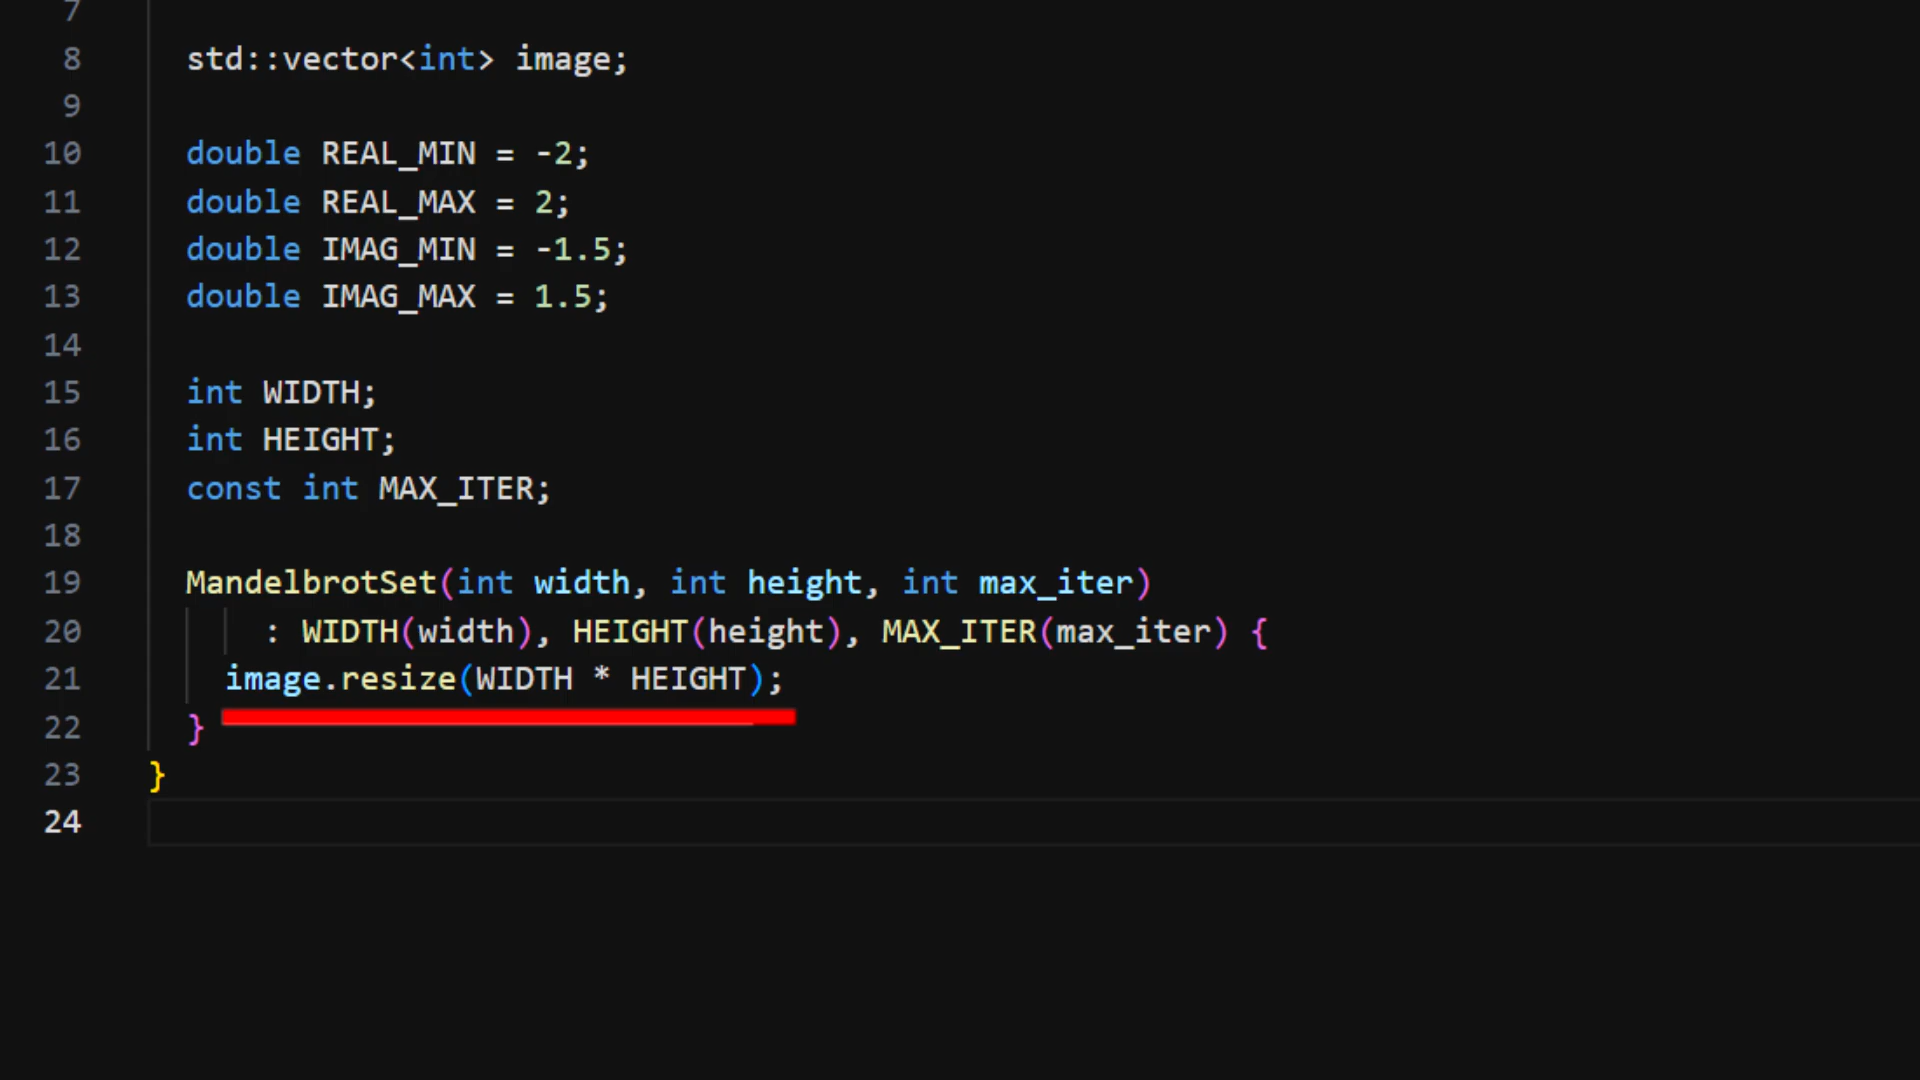 7
8 std::vector<int> image;
9
10 double REAL_MIN = -2;
11 double REAL_MAX = 2;
12 double IMAG_MIN = -1.5;
13 double IMAG_MAX = 1.5;
14
15 int WIDTH;
16 int HEIGHT;
17 const int MAX_ITER;
18
19 MandelbrotSet(int width, int height, int max_iter)
20 : WIDTH(width), HEIGHT(height), MAX_ITER(max_iter) {
21 image.resize(WIDTH * HEIGHT);
22 }
23 }
24